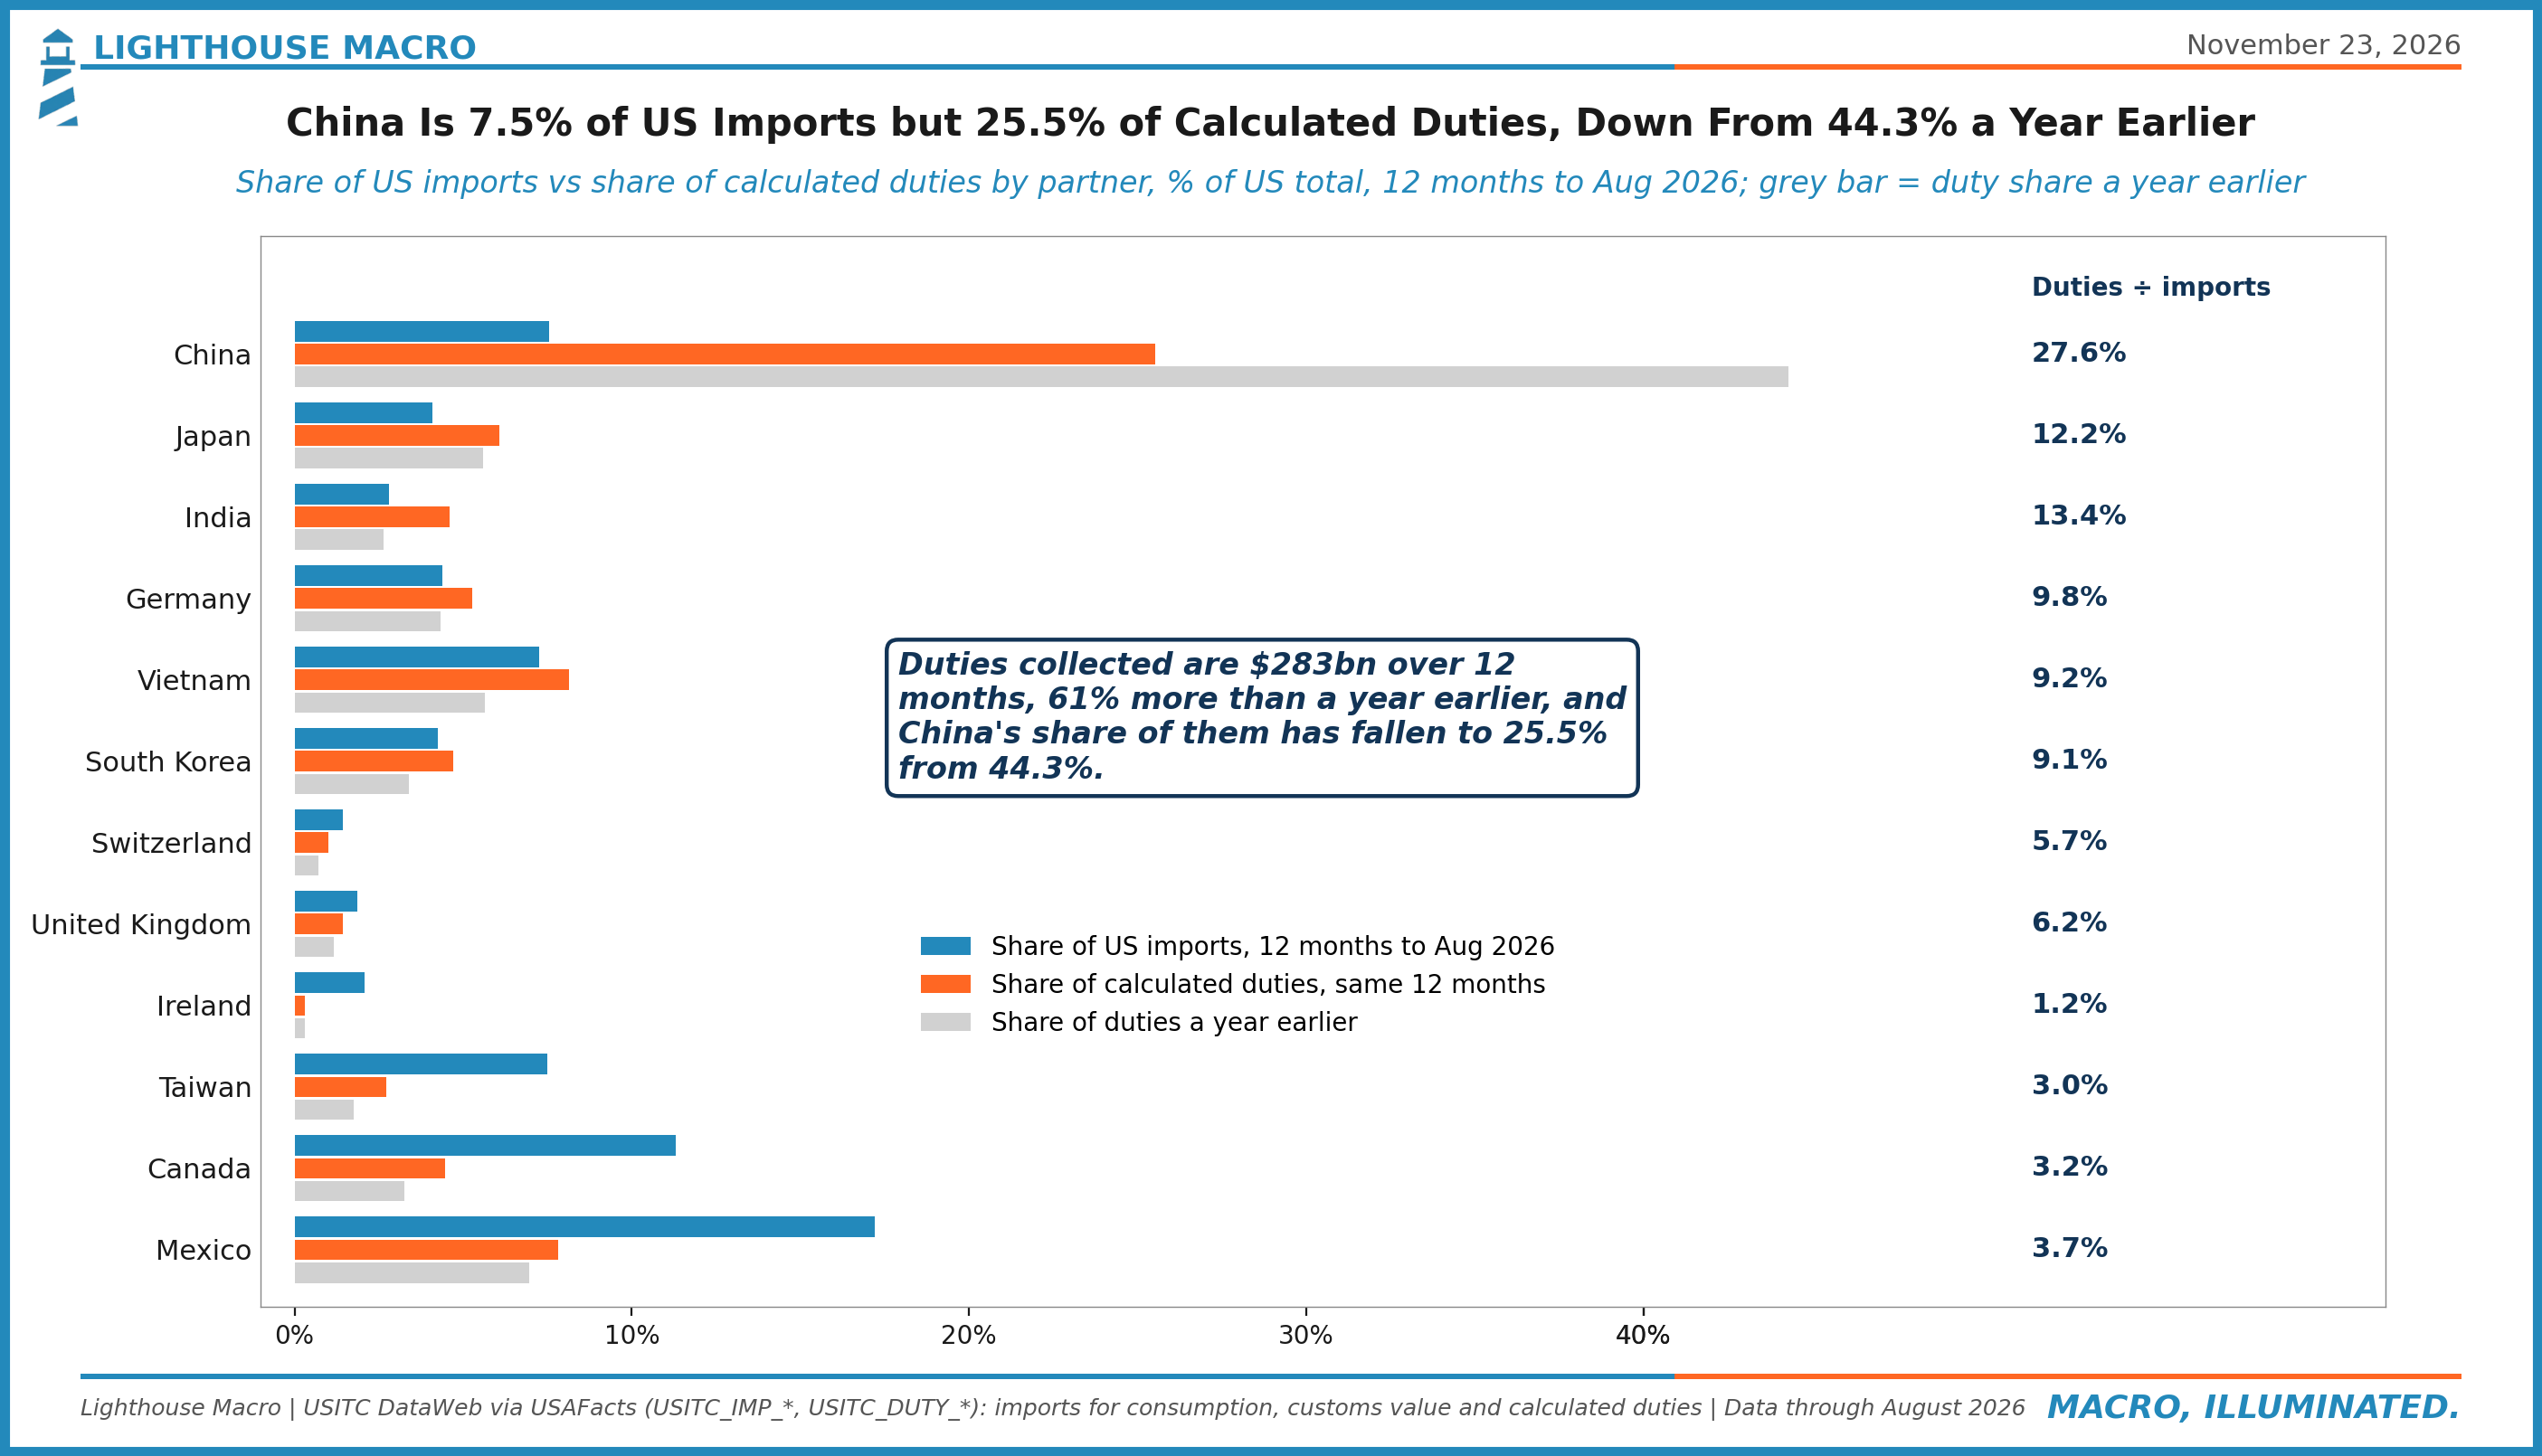 LIGHTHOUSE MACRO
November 23, 2026
China Is 7.5% of US Imports but 25.5% of Calculated Duties, Down From 44.3% a Year Earlier
Share of US imports vs share of calculated duties by partner, % of US total, 12 months to Aug 2026; grey bar = duty share a year earlier
Duties ÷ imports
China 27.6%
Japan 12.2%
India 13.4%
Germany 9.8%
Vietnam 9.2%
South Korea 9.1%
Switzerland 5.7%
United Kingdom 6.2%
Ireland 1.2%
Taiwan 3.0%
Canada 3.2%
Mexico 3.7%
Duties collected are $283bn over 12
months, 61% more than a year earlier, and
China's share of them has fallen to 25.5%
from 44.3%.
Share of US imports, 12 months to Aug 2026
Share of calculated duties, same 12 months
Share of duties a year earlier
0% 10% 20% 30% 40%
Lighthouse Macro | USITC DataWeb via USAFacts (USITC_IMP_*, USITC_DUTY_*): imports for consumption, customs value and calculated duties | Data through August 2026
MACRO, ILLUMINATED.